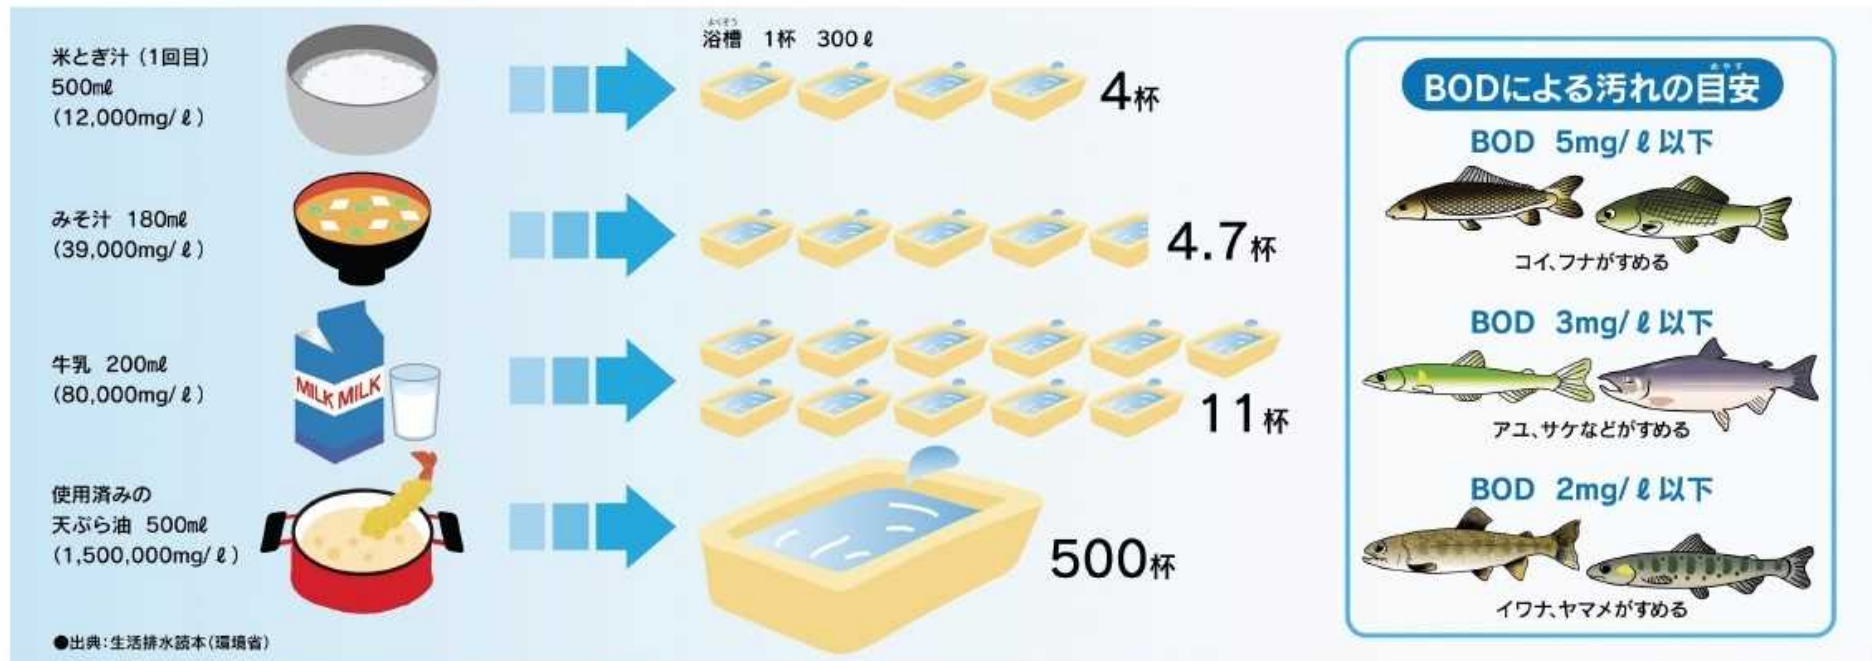 米とぎ汁（1回目）
500㎖
（12,000mg/ℓ）
よくそう
浴槽　1杯　300ℓ
4杯
みそ汁　180㎖
（39,000mg/ℓ）
4.7杯
牛乳　200㎖
（80,000mg/ℓ）
MILK MILK
11杯
使用済みの
天ぷら油　500㎖
（1,500,000mg/ℓ）
500杯
●出典：生活排水読本（環境省）
めやす
BODによる汚れの目安
BOD　5mg/ℓ以下
コイ、フナがすめる
BOD　3mg/ℓ以下
アユ、サケなどがすめる
BOD　2mg/ℓ以下
イワナ、ヤマメがすめる